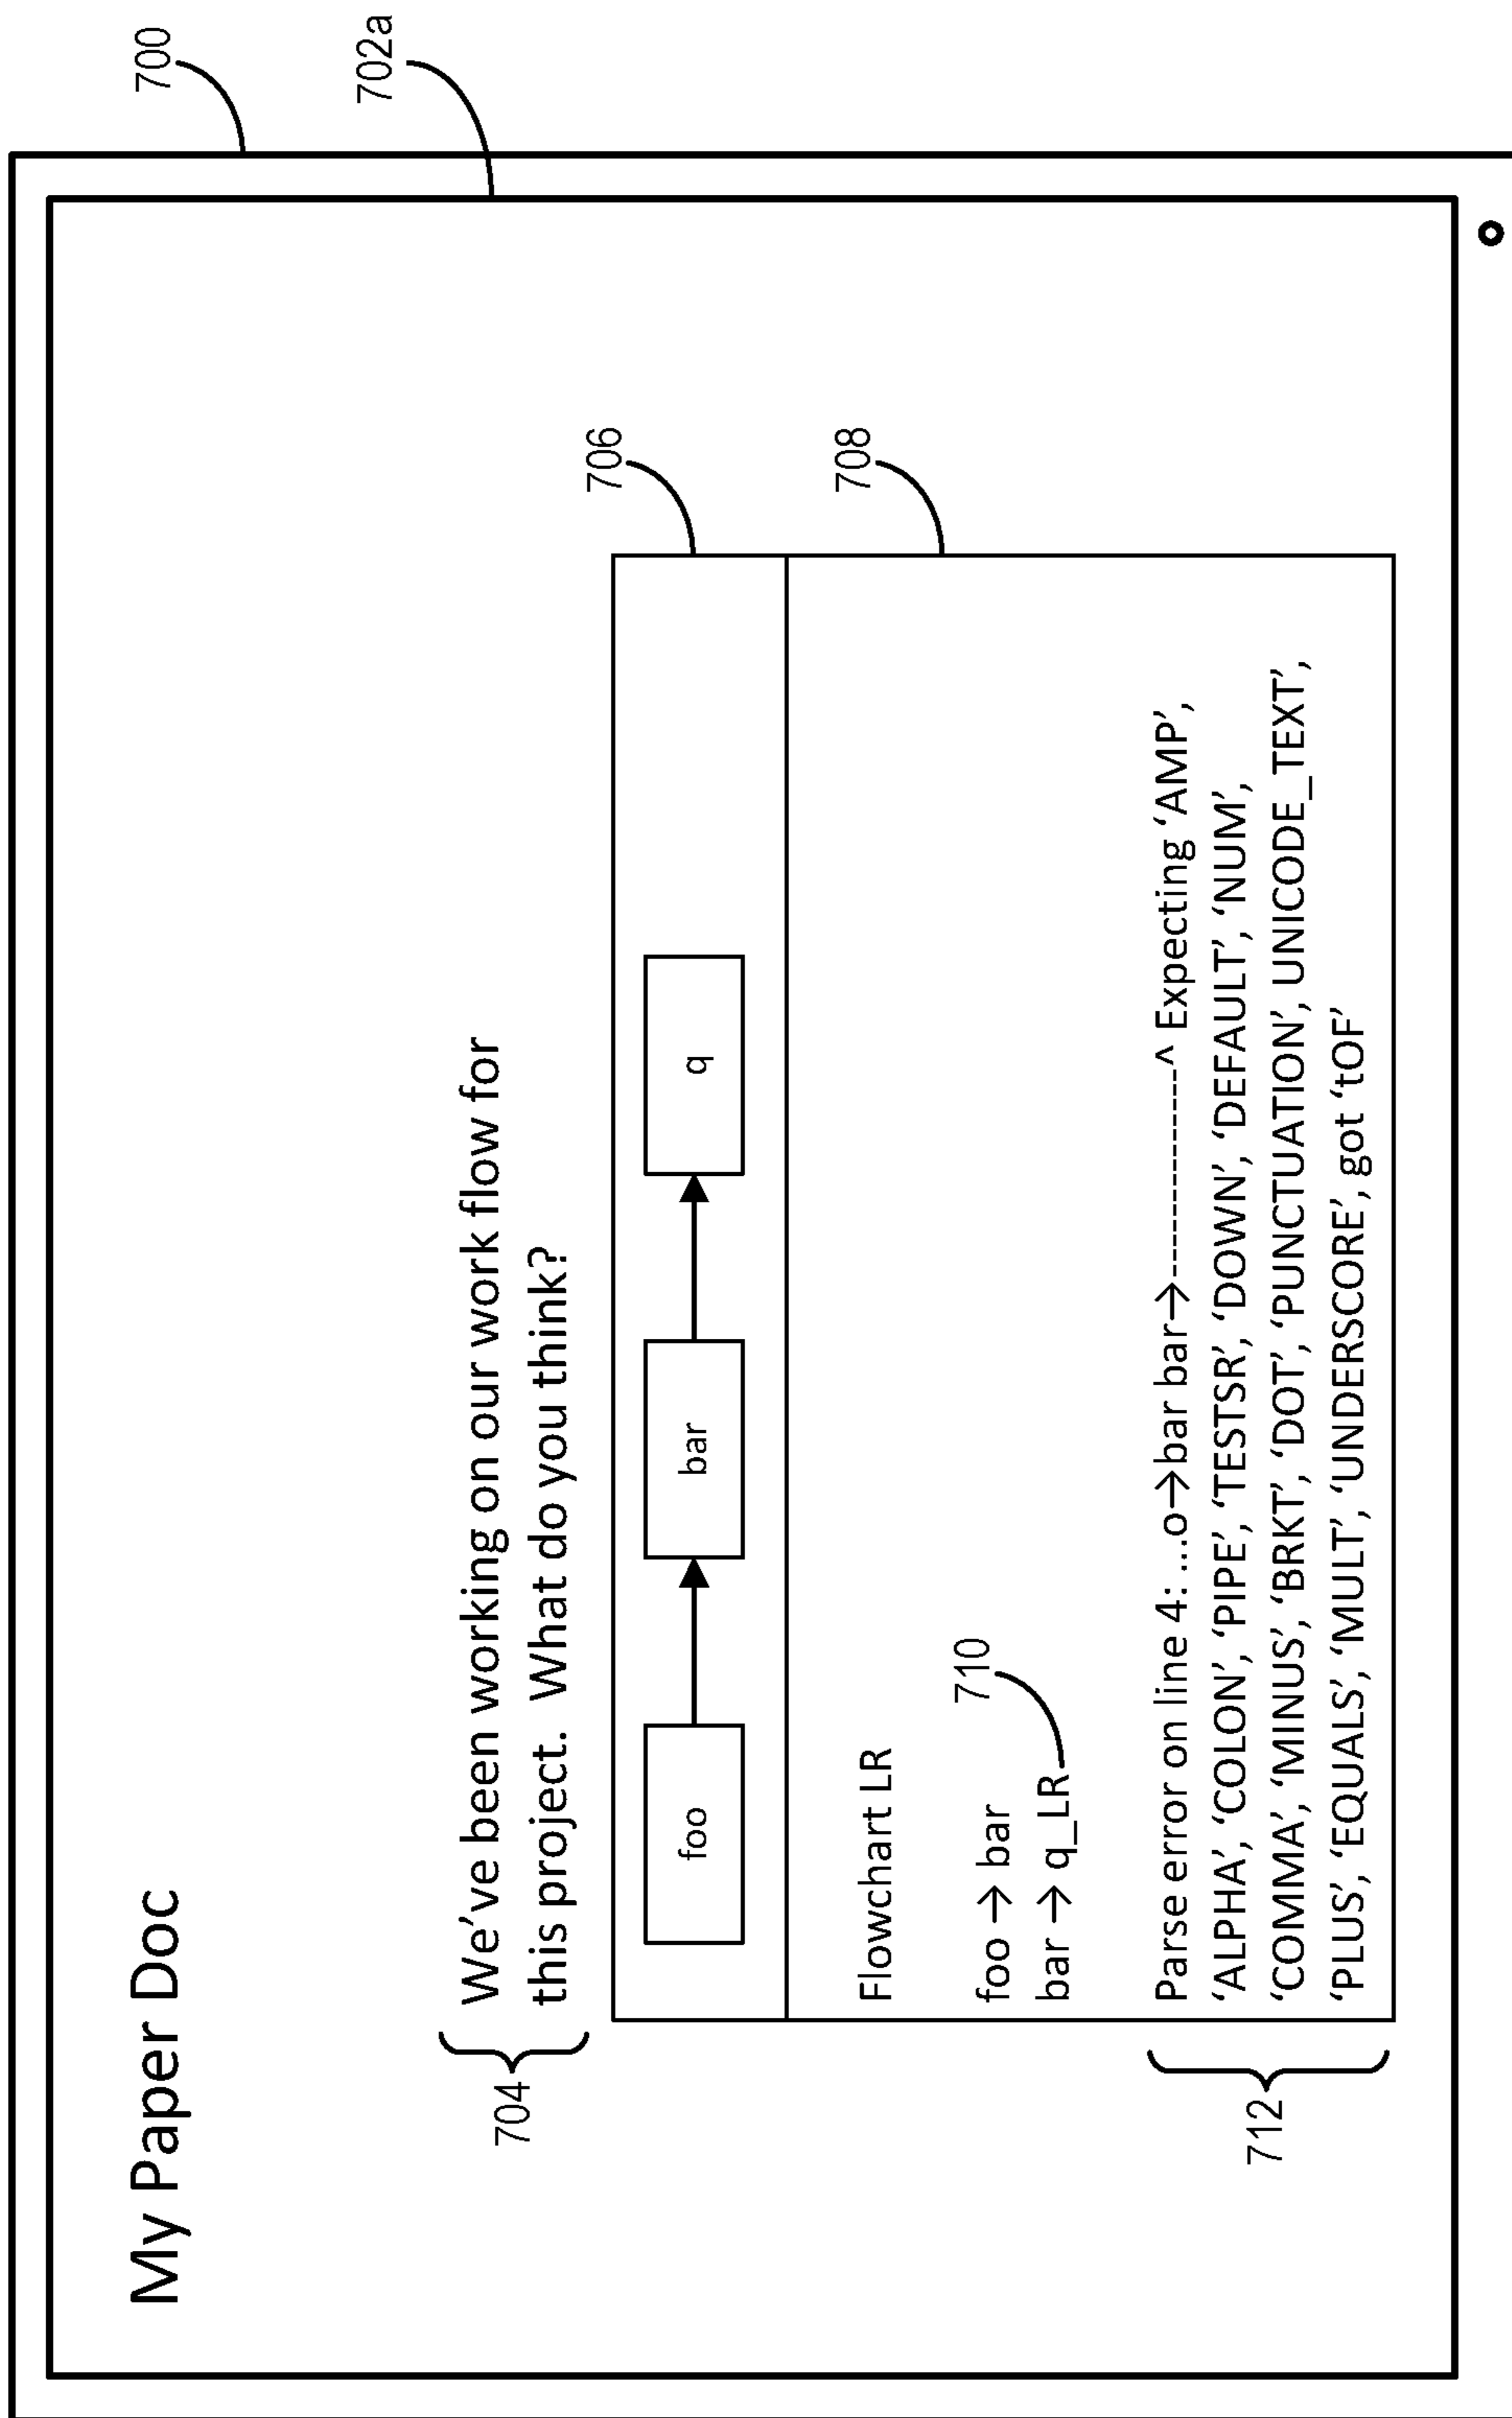 700
702a
My Paper Doc
704
We've been working on our work flow for
this project. What do you think?
706
foo
bar
q
708
Flowchart LR
foo → bar
bar → q_LR
710
712
Parse error on line 4: ...o→bar bar→---------------^ Expecting ‘AMP’,
‘ALPHA’, ‘COLON’, ‘PIPE’, ‘TESTSR’, ‘DOWN’, ‘DEFAULT’, ‘NUM’,
‘COMMA’, ‘MINUS’, ‘BRKT’, ‘DOT’, ‘PUNCTUATION’, UNICODE_TEXT’,
‘PLUS’, ‘EQUALS’, ‘MULT’, ‘UNDERSCORE’, got ‘tOF’